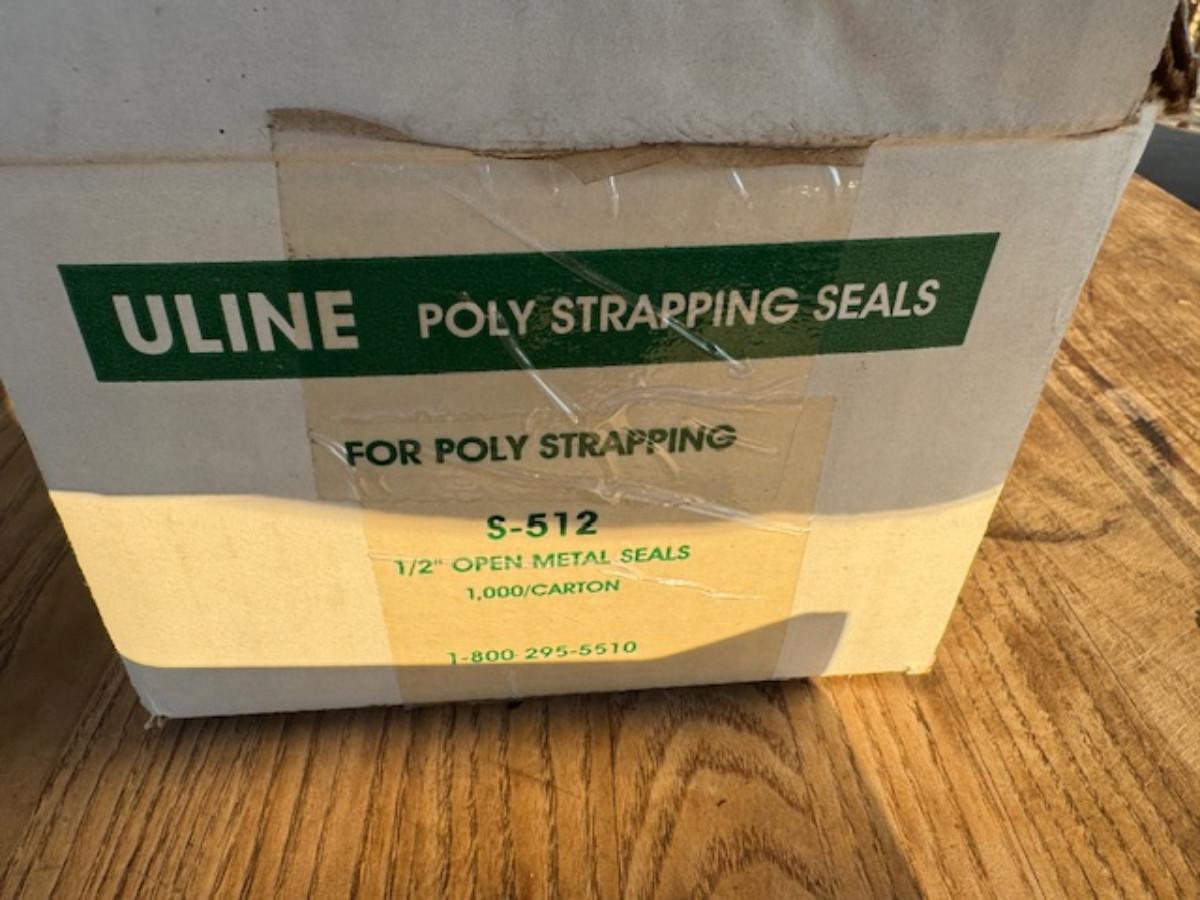 ULINE POLY STRAPPING SEALS
FOR POLY STRAPPING
S-512
1/2" OPEN METAL SEALS
1,000/CARTON
1-800-295-5510